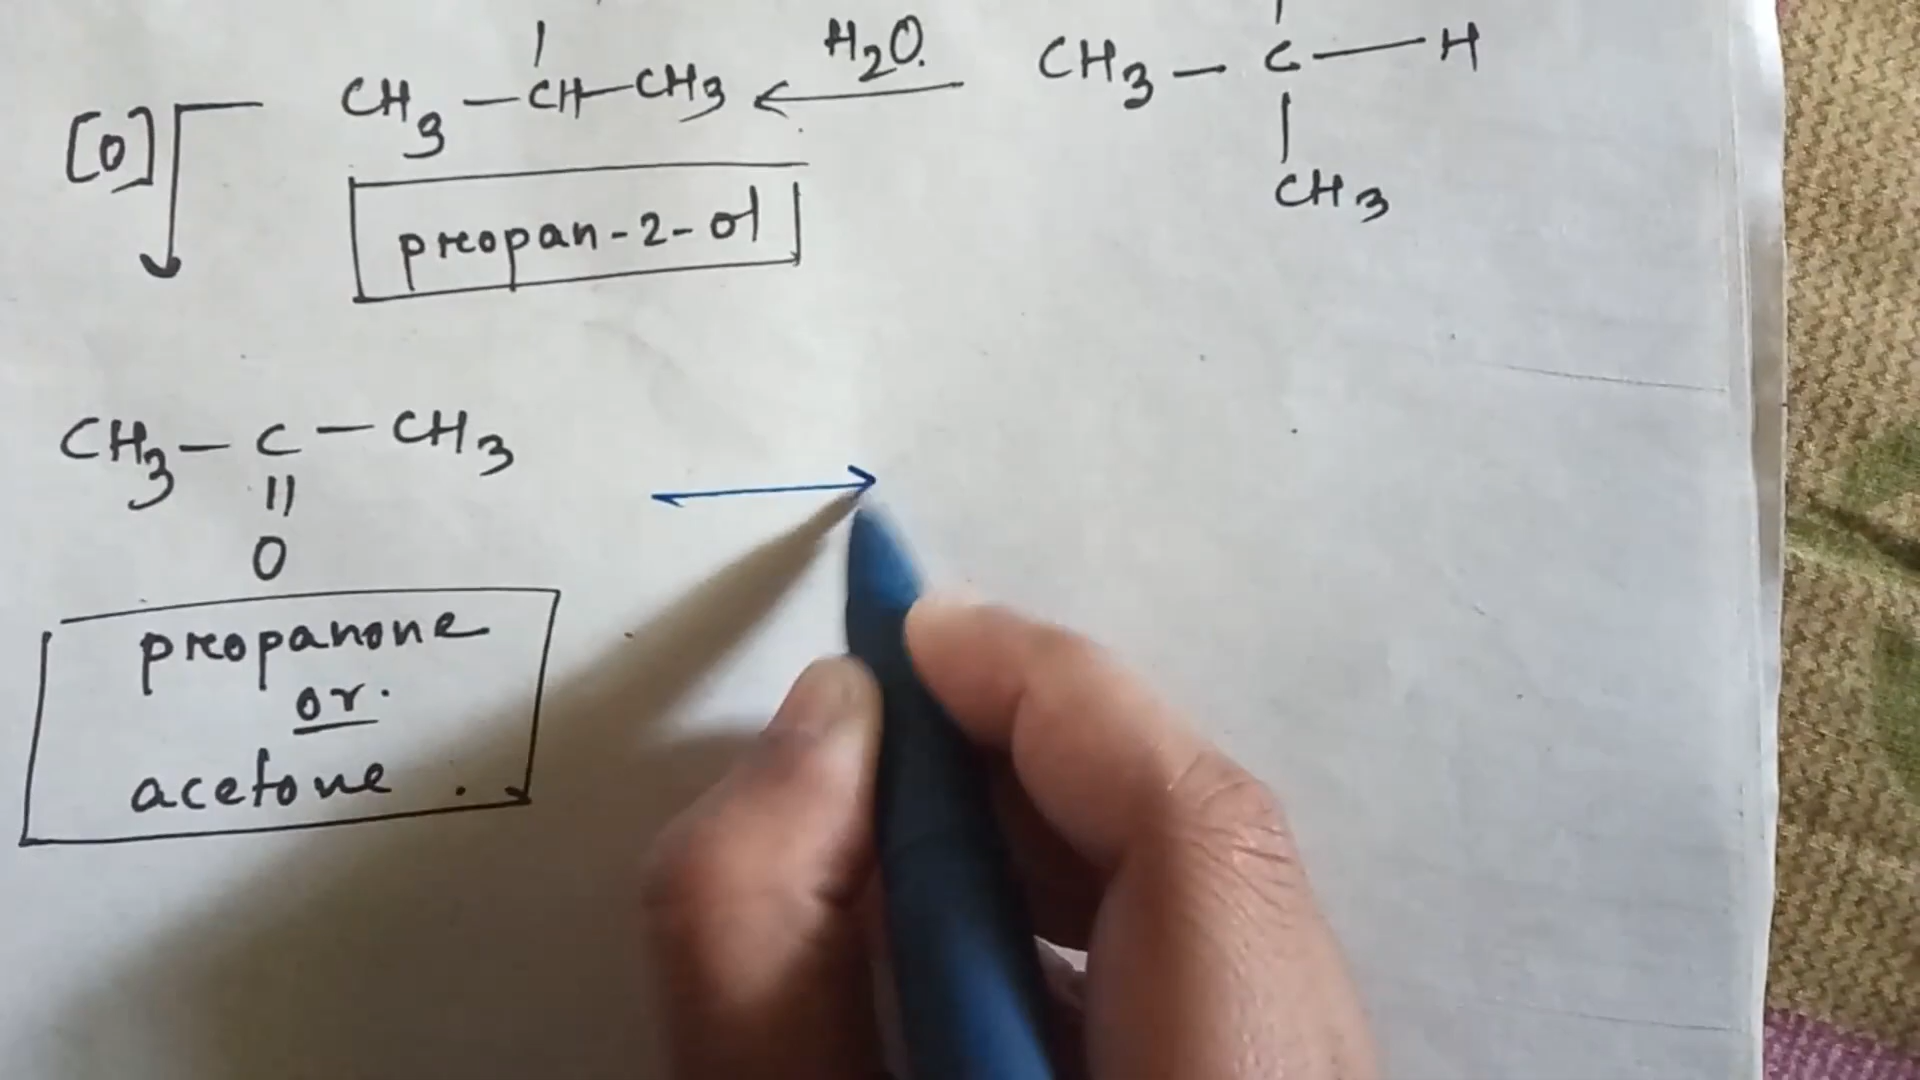 H2O.
CH3 — C — H
[O] CH3 — CH — CH3
CH3
propan-2-ol
CH3 — C — CH3
||
O
propanone
or.
acetone.